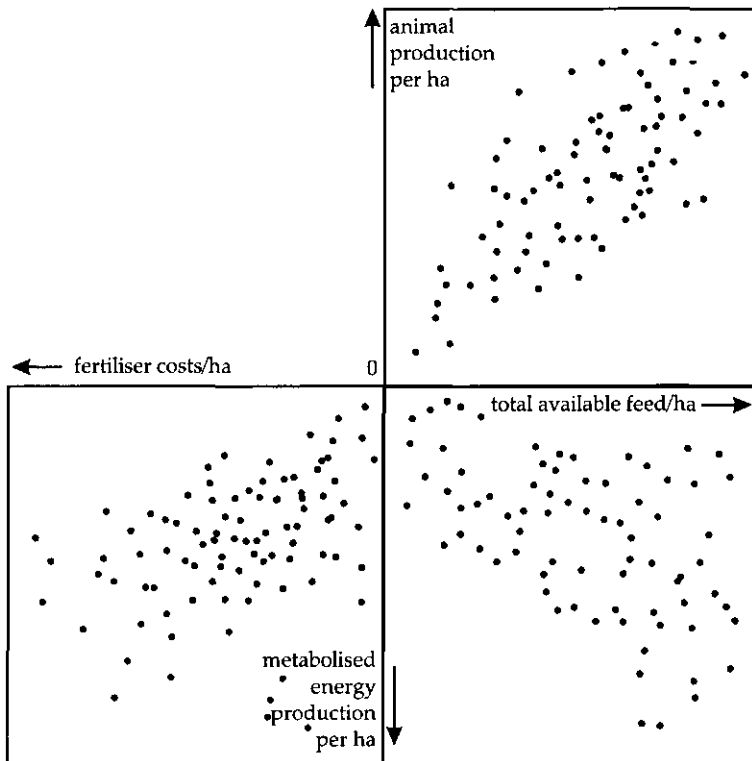 animal
production
per ha
fertiliser costs/ha
0
total available feed/ha
metabolised
energy
production
per ha